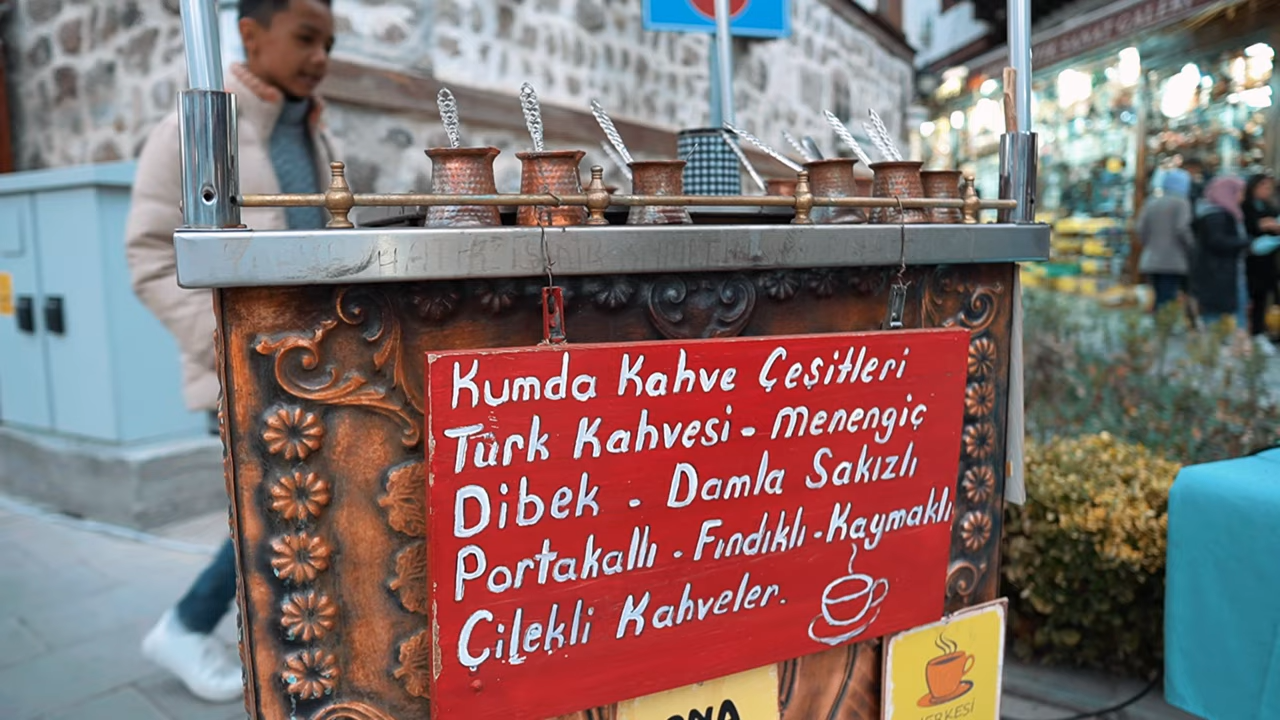 Kumda Kahve Çeşitleri
Türk Kahvesi - Menengiç
Dibek - Damla Sakızlı
Portakallı - Fındıklı - Kaymaklı
Çilekli Kahveler.